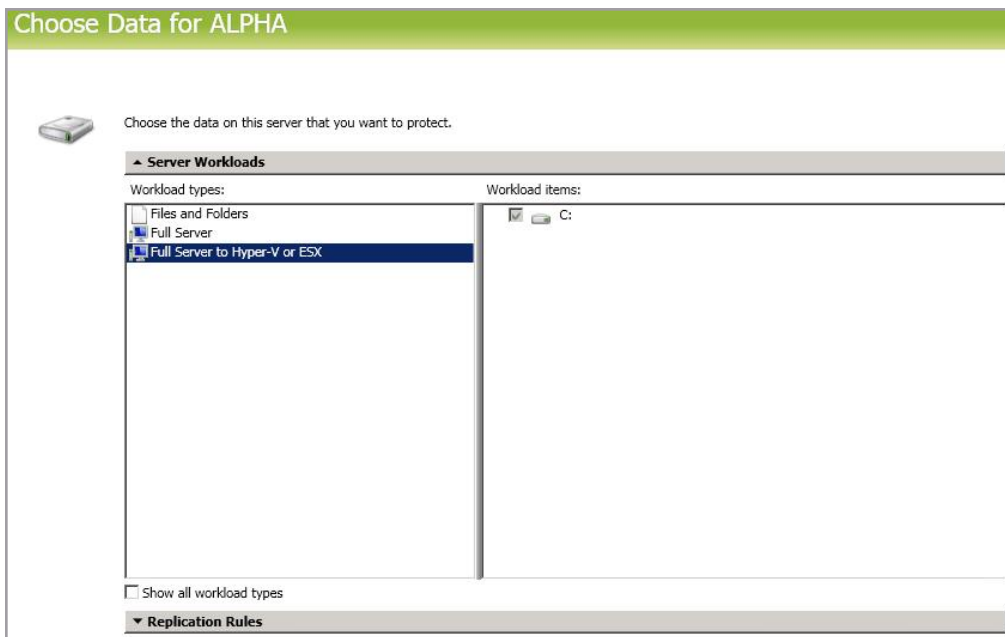 Choose Data for ALPHA
Choose the data on this server that you want to protect.
Server Workloads
Workload types:
Workload items:
Files and Folders
Full Server
Full Server to Hyper-V or ESX
C:
Show all workload types
Replication Rules